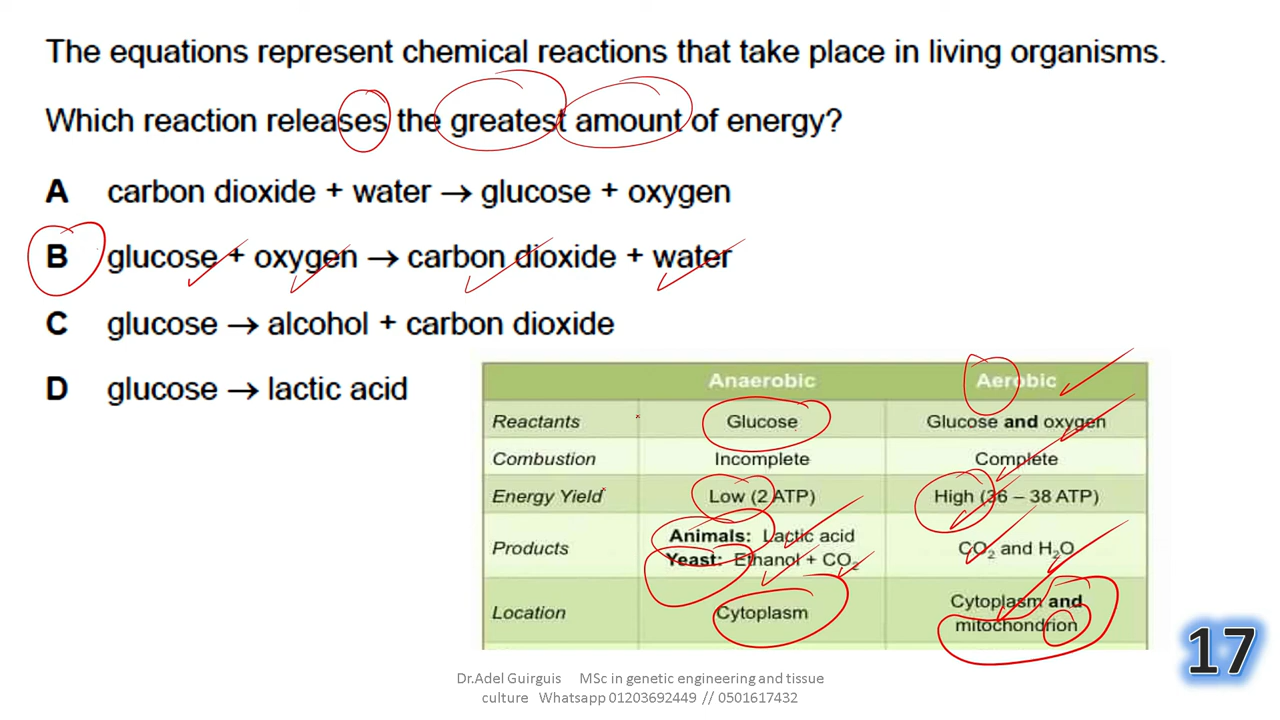 The equations represent chemical reactions that take place in living organisms.
Which reaction releases the greatest amount of energy?
A carbon dioxide + water → glucose + oxygen
B glucose + oxygen → carbon dioxide + water
C glucose → alcohol + carbon dioxide
D glucose → lactic acid
Anaerobic Aerobic
Reactants Glucose Glucose and oxygen
Combustion Incomplete Complete
Energy Yield Low (2 ATP) High (36 – 38 ATP)
Products Animals: Lactic acid
Yeast: Ethanol + CO₂ CO₂ and H₂O
Location Cytoplasm Cytoplasm and
mitochondrion
17
Dr.Adel Guirguis MSc in genetic engineering and tissue
culture Whatsapp 01203692449 // 0501617432